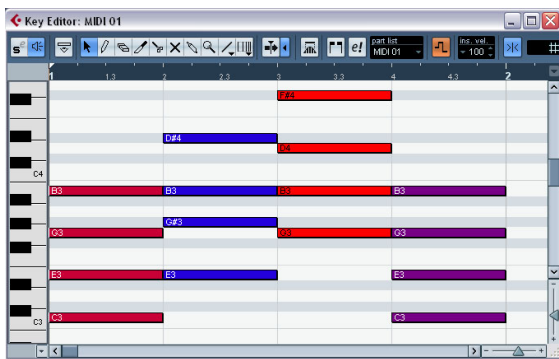 Key Editor: MIDI 01
e! part list MIDI 01 ins. vel. 100
1 1.3 2 2.3 3 3.3 4 4.3 2
F#4
D#4
D4
C4
B3 B3 B3 B3
G#3
G3 G3 G3
E3 E3 E3
C3 C3 C3